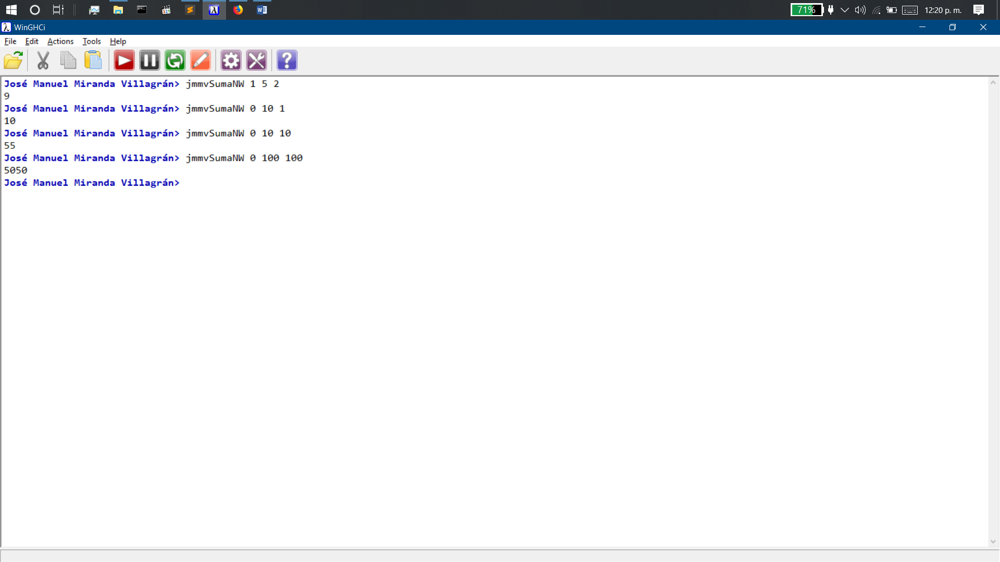 71%
12:20 p. m.
WinGHCi
File Edit Actions Tools Help
José Manuel Miranda Villagrán> jmmvSumaNW 1 5 2
9
José Manuel Miranda Villagrán> jmmvSumaNW 0 10 1
10
José Manuel Miranda Villagrán> jmmvSumaNW 0 10 10
55
José Manuel Miranda Villagrán> jmmvSumaNW 0 100 100
5050
José Manuel Miranda Villagrán>